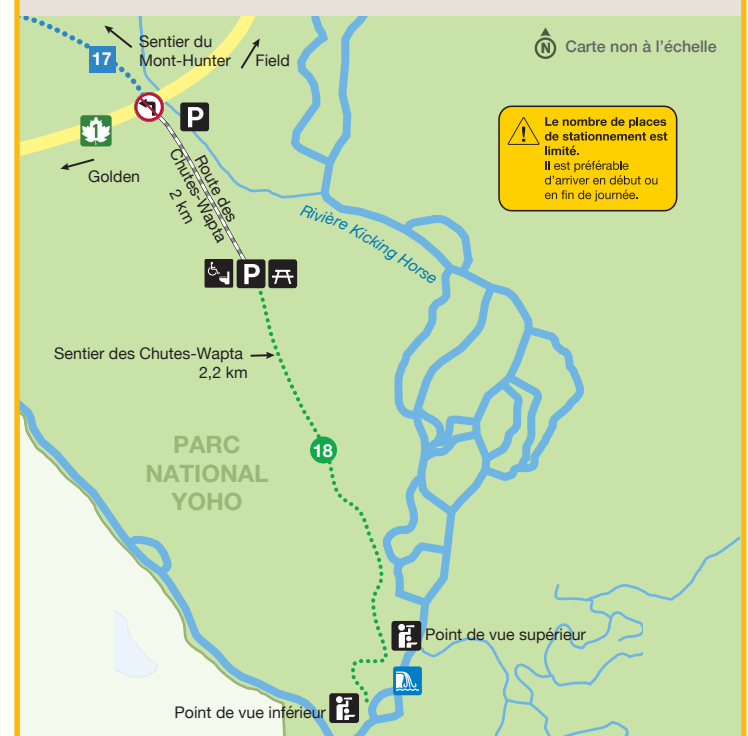 Sentier du
Mont-Hunter
Field
N
Carte non à l'échelle
17
P
1
Golden
Route des
Chutes-Wapta
2 km
Le nombre de places
de stationnement est
limité.
Il est préférable
d'arriver en début ou
en fin de journée.
Rivière Kicking Horse
P
Sentier des Chutes-Wapta
2,2 km
18
PARC
NATIONAL
YOHO
Point de vue supérieur
Point de vue inférieur